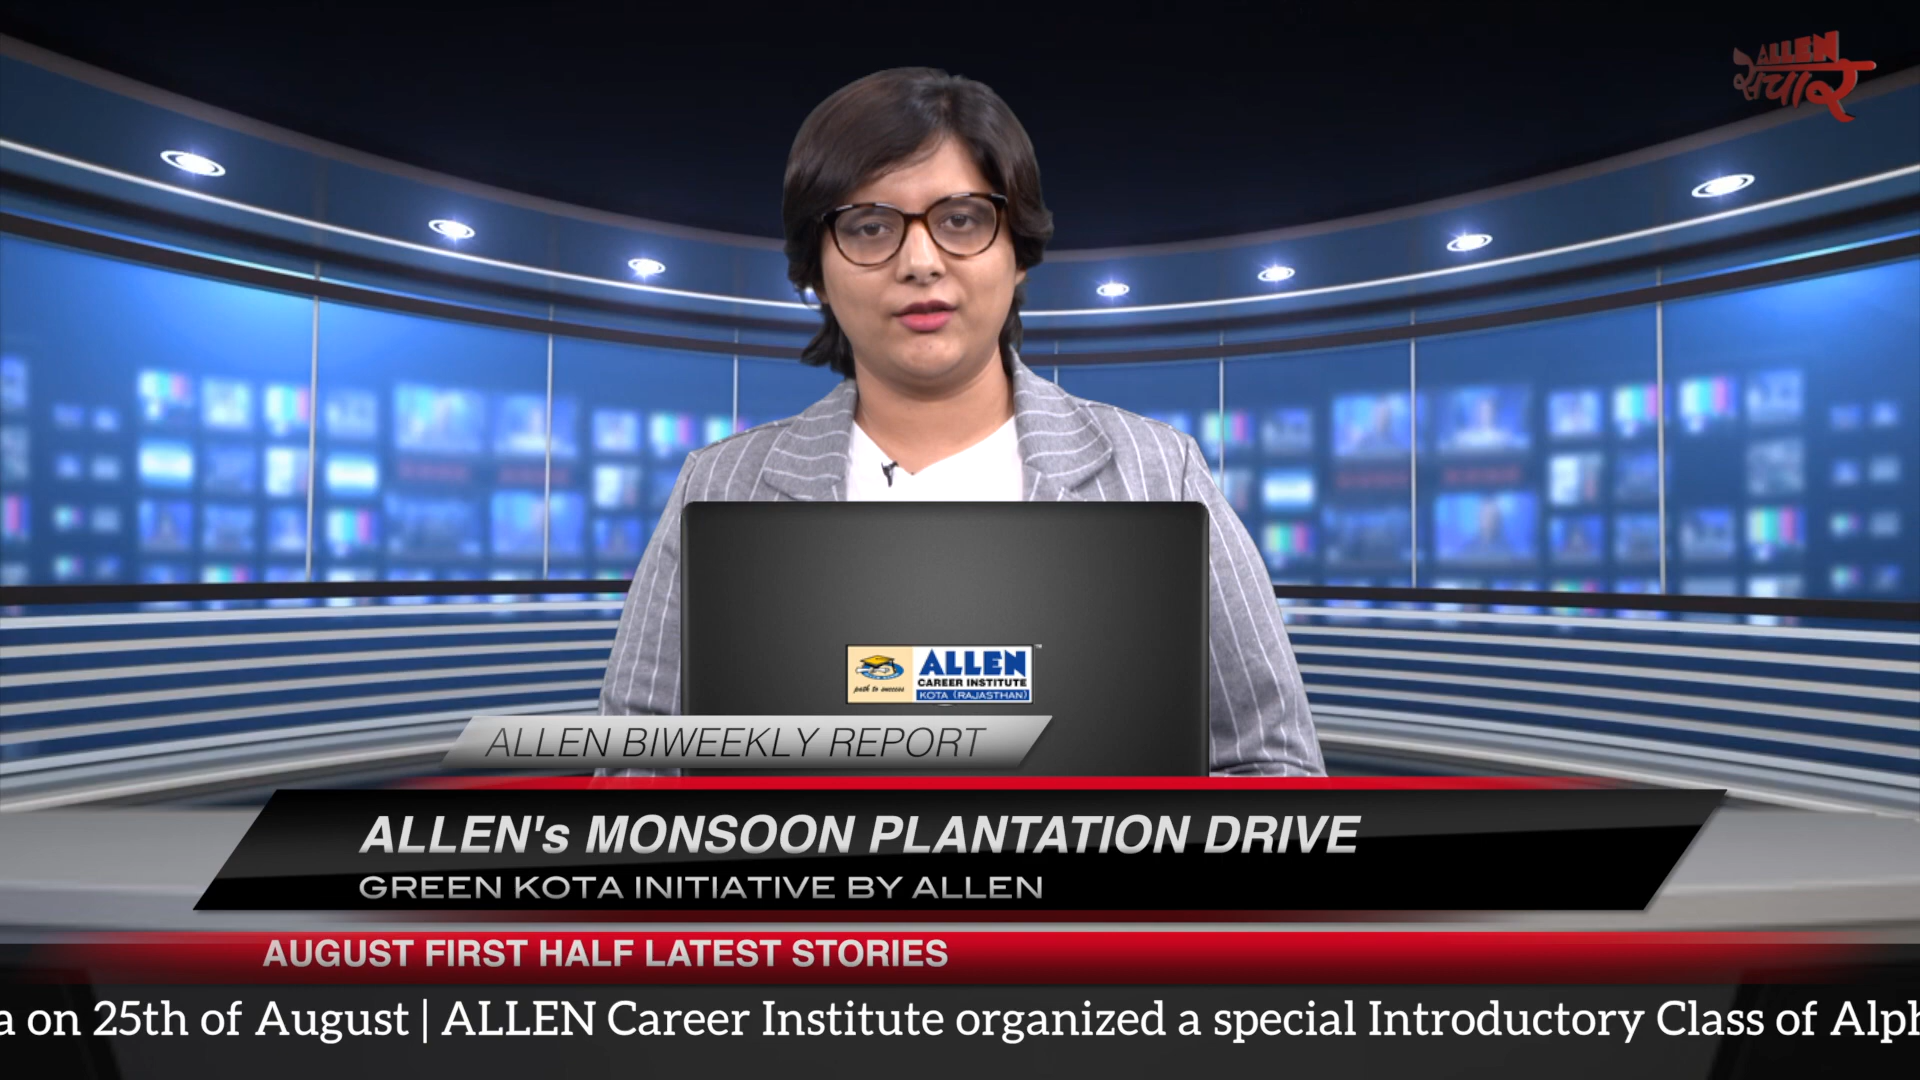 ALLEN
संचार
path to success
ALLEN
CAREER INSTITUTE
KOTA (RAJASTHAN)
TM
ALLEN BIWEEKLY REPORT
ALLEN's MONSOON PLANTATION DRIVE
GREEN KOTA INITIATIVE BY ALLEN
AUGUST FIRST HALF LATEST STORIES
a on 25th of August | ALLEN Career Institute organized a special Introductory Class of Alph